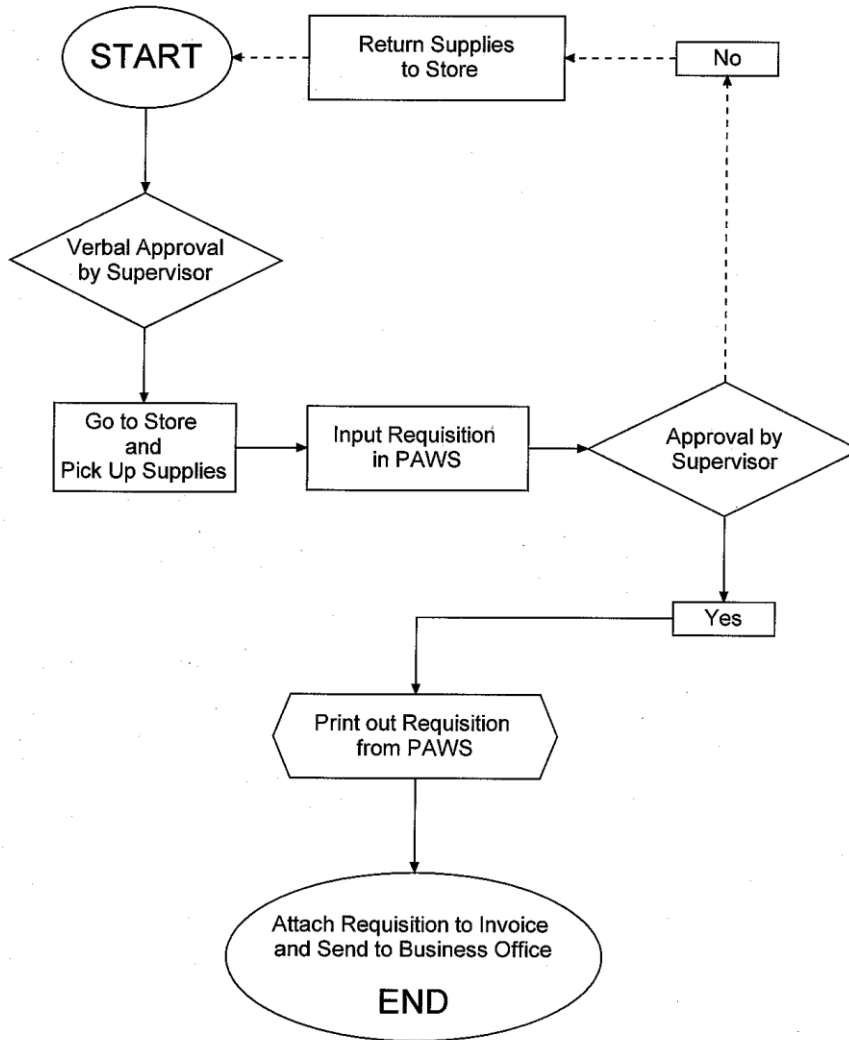 START
Return Supplies
to Store
No
Verbal Approval
by Supervisor
Go to Store
and
Pick Up Supplies
Input Requisition
in PAWS
Approval by
Supervisor
Yes
Print out Requisition
from PAWS
Attach Requisition to Invoice
and Send to Business Office
END